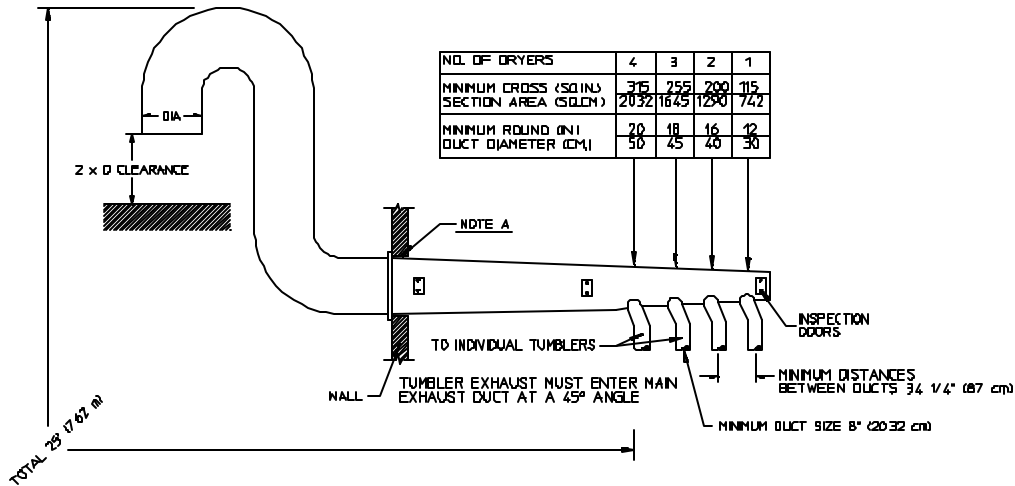 NO. OF DRYERS 4 3 2 1
MINIMUM CROSS (SQ.IN.) 315 255 200 115
SECTION AREA (SQ.CM.) 2032 1645 1290 742
MINIMUM ROUND (IN.) 20 18 16 12
DUCT DIAMETER (CM.) 50 45 40 30
DIA
2 x D CLEARANCE
NOTE A
INSPECTION
DOORS
TO INDIVIDUAL TUMBLERS
MINIMUM DISTANCES
BETWEEN DUCTS 34 1/4" (87 cm)
WALL
TUMBLER EXHAUST MUST ENTER MAIN
EXHAUST DUCT AT A 45° ANGLE
MINIMUM DUCT SIZE 8" (20.32 cm)
TOTAL 25' (7.62 m)